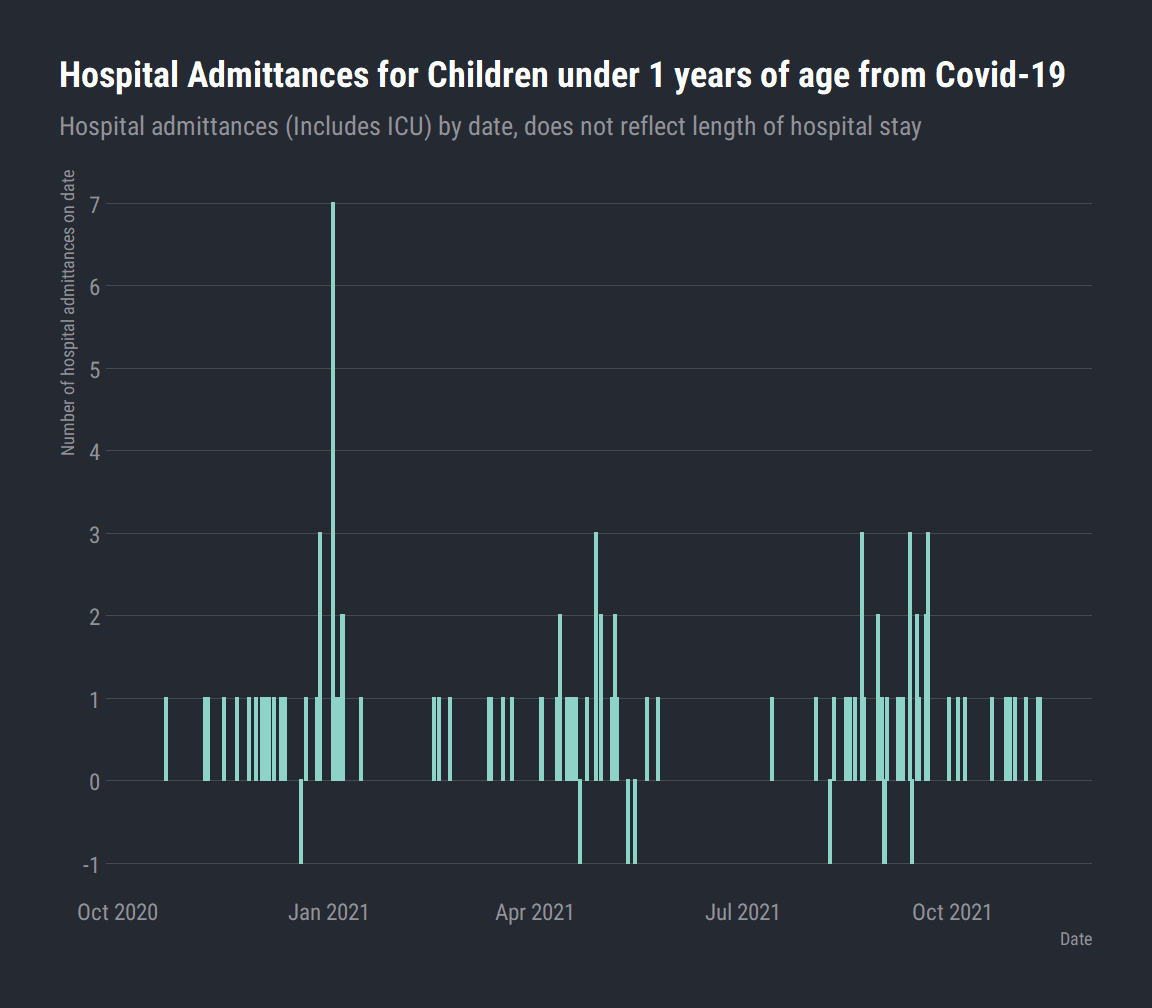 Hospital Admittances for Children under 1 years of age from Covid-19
Hospital admittances (Includes ICU) by date, does not reflect length of hospital stay
Number of hospital admittances on date
7
6
5
4
3
2
1
0
-1
Oct 2020 Jan 2021 Apr 2021 Jul 2021 Oct 2021
Date